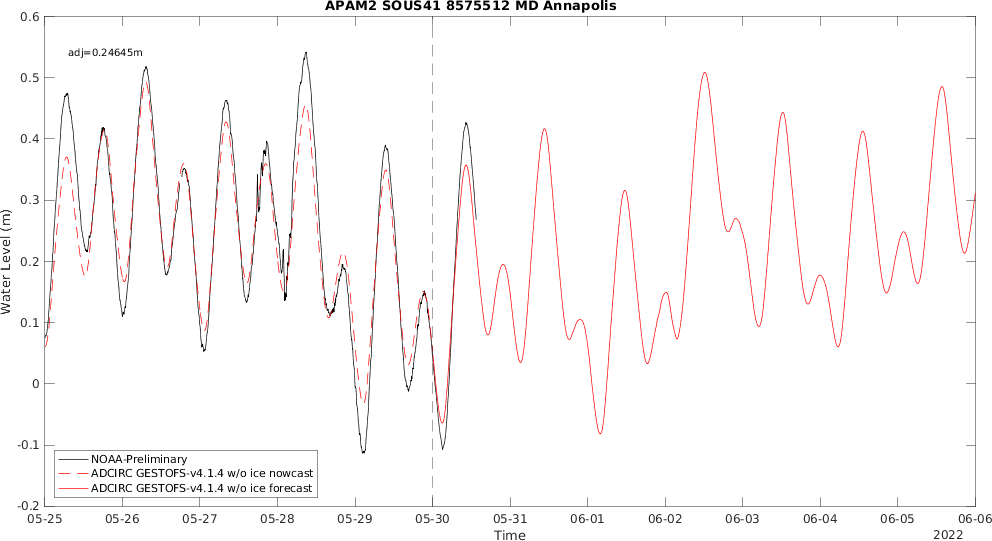 APAM2 SOUS41 8575512 MD Annapolis
adj=0.24645m
0.6
0.5
0.4
0.3
0.2
0.1
0
-0.1
-0.2
Water Level (m)
NOAA-Preliminary
ADCIRC GESTOFS-v4.1.4 w/o ice nowcast
ADCIRC GESTOFS-v4.1.4 w/o ice forecast
05-25 05-26 05-27 05-28 05-29 05-30 05-31 06-01 06-02 06-03 06-04 06-05 06-06
Time
2022